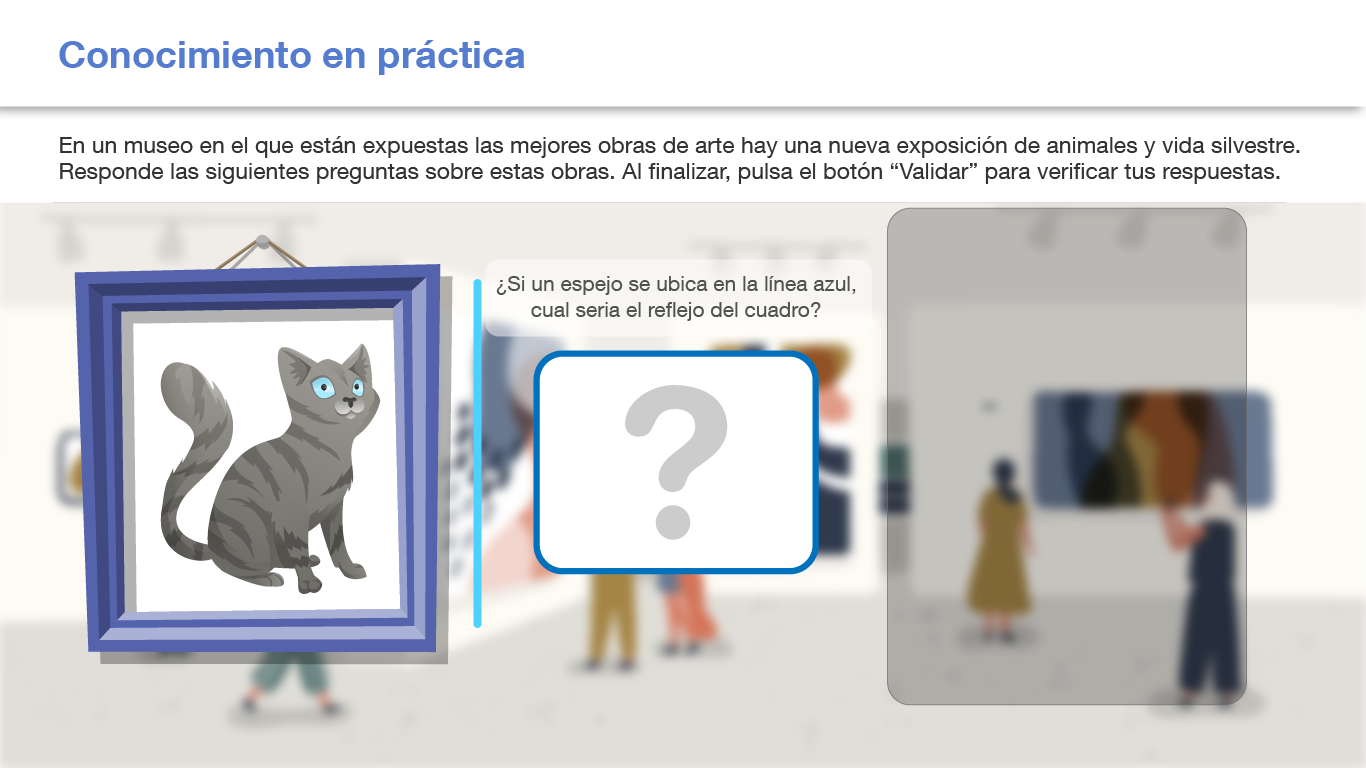 Conocimiento en práctica
En un museo en el que están expuestas las mejores obras de arte hay una nueva exposición de animales y vida silvestre.
Responde las siguientes preguntas sobre estas obras. Al finalizar, pulsa el botón “Validar” para verificar tus respuestas.
¿Si un espejo se ubica en la línea azul,
cual seria el reflejo del cuadro?
?